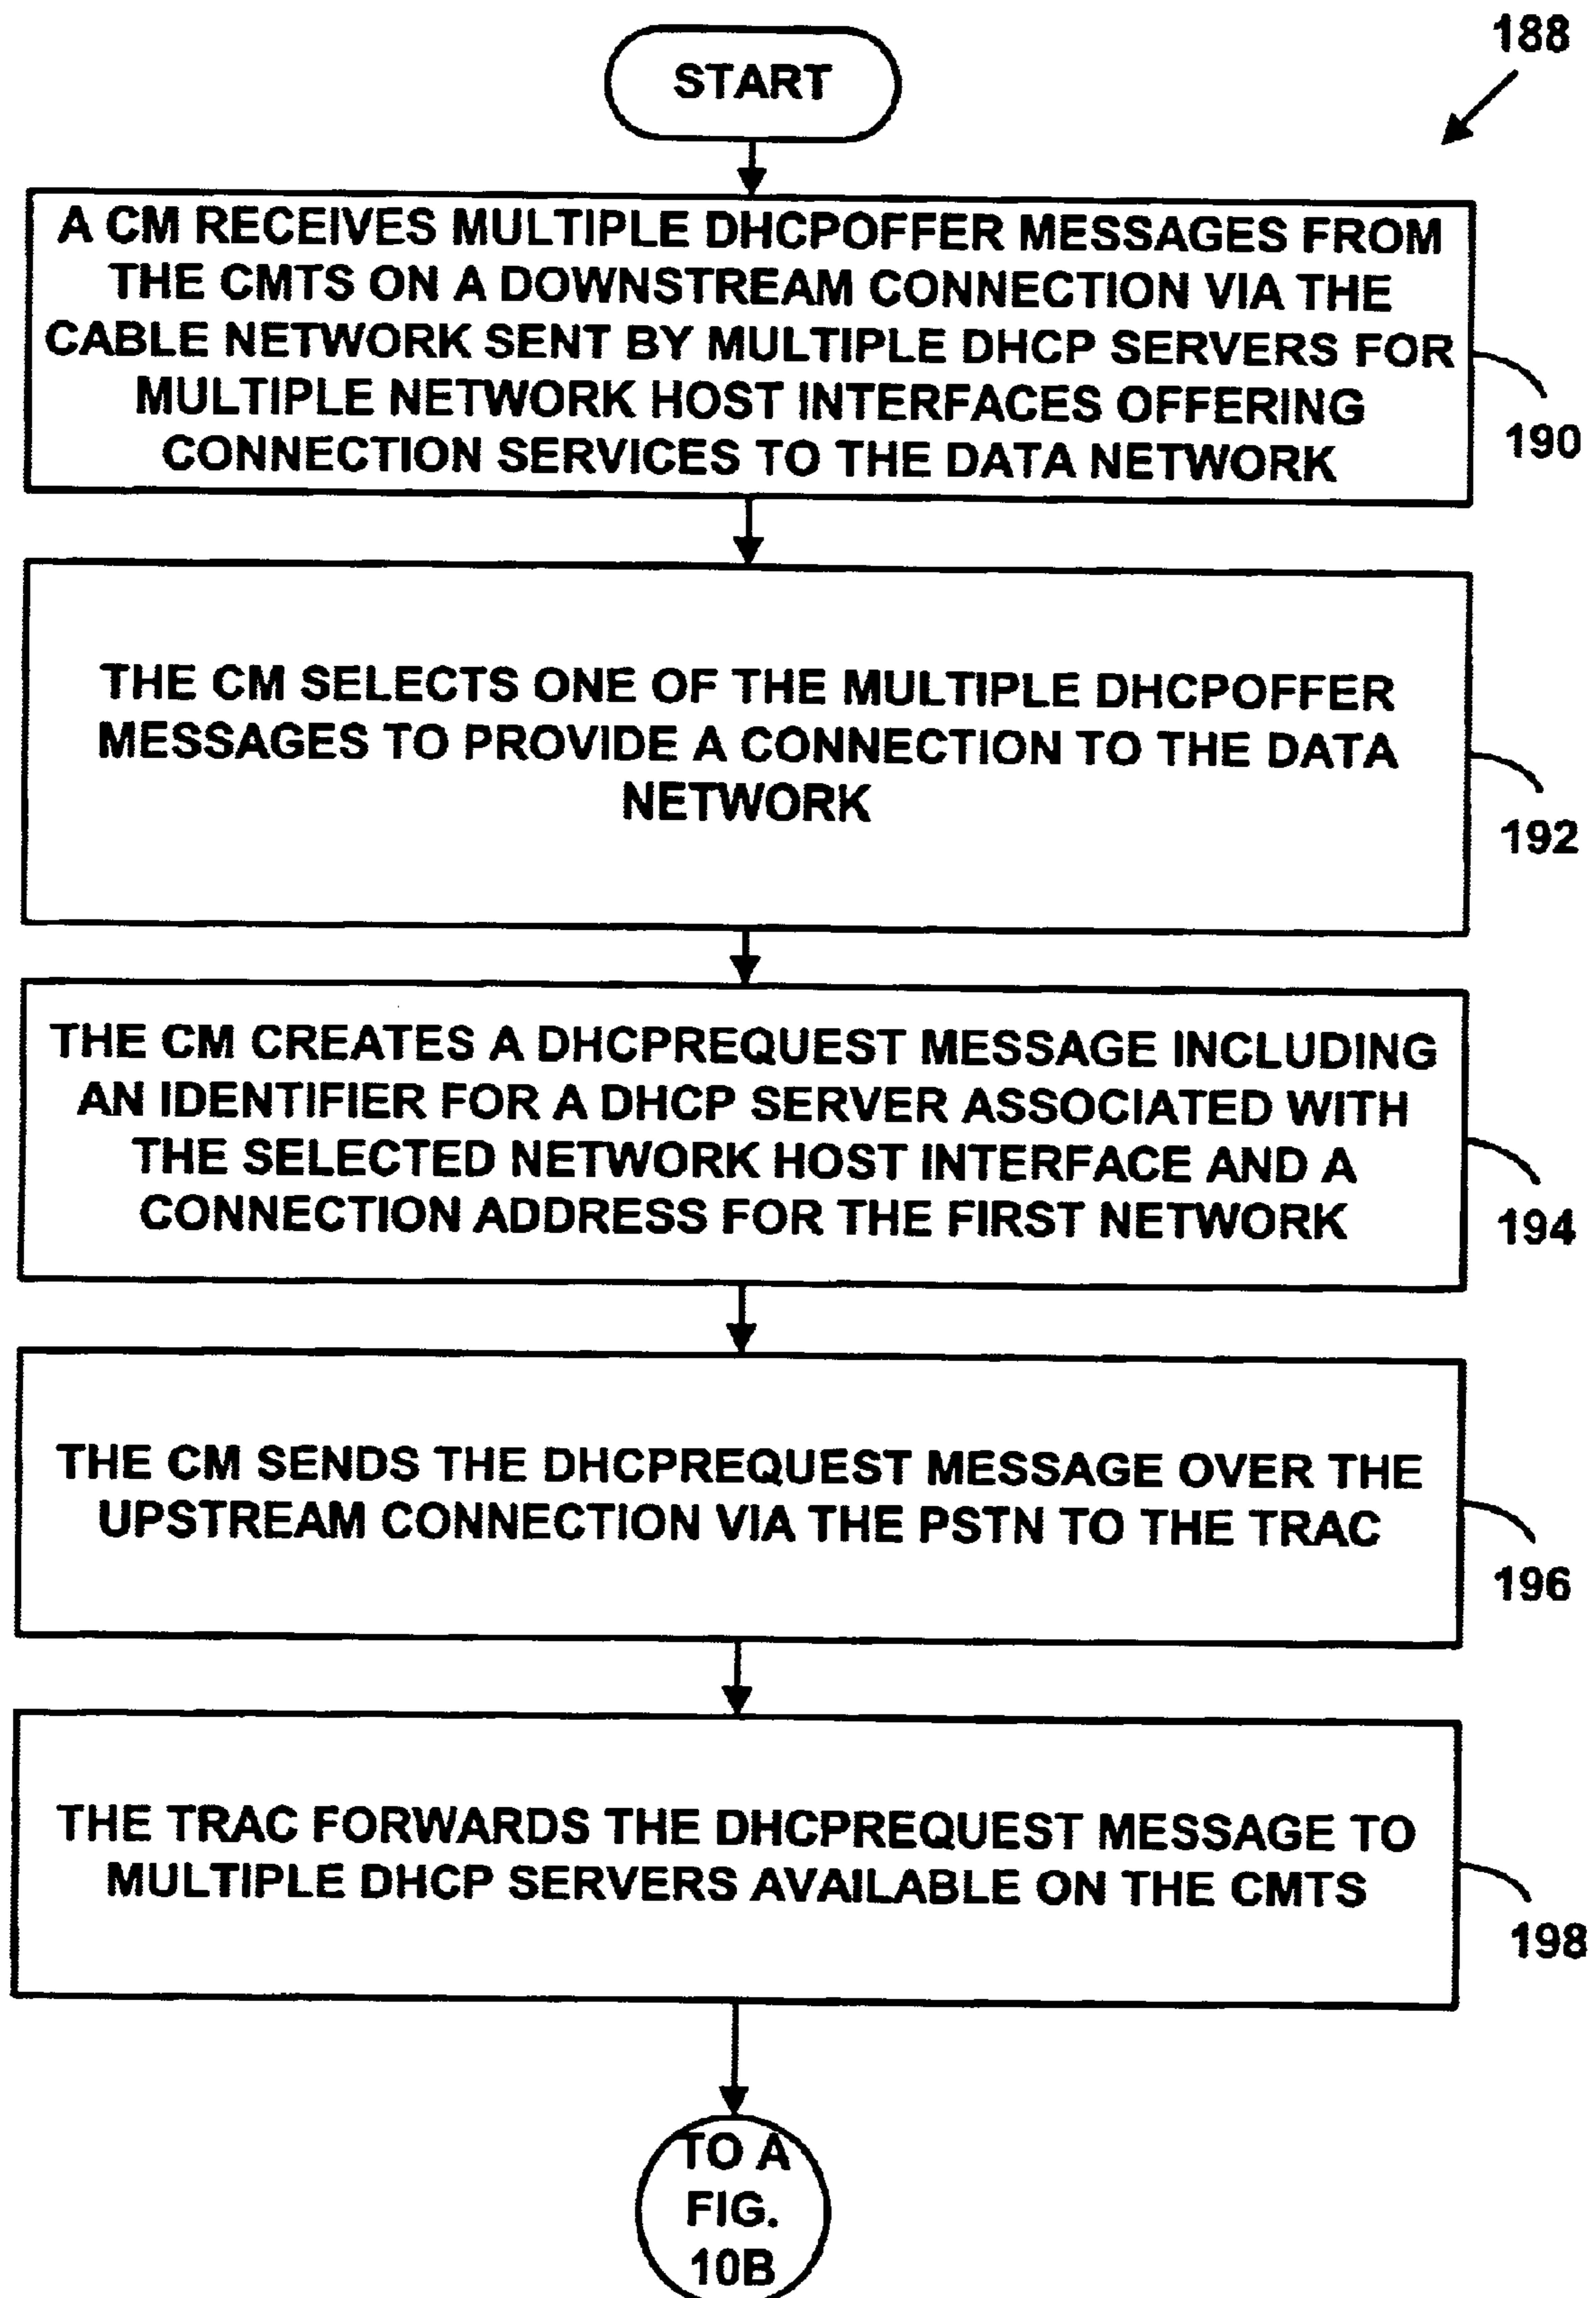 188
START
A CM RECEIVES MULTIPLE DHCPOFFER MESSAGES FROM
THE CMTS ON A DOWNSTREAM CONNECTION VIA THE
CABLE NETWORK SENT BY MULTIPLE DHCP SERVERS FOR
MULTIPLE NETWORK HOST INTERFACES OFFERING
CONNECTION SERVICES TO THE DATA NETWORK
190
THE CM SELECTS ONE OF THE MULTIPLE DHCPOFFER
MESSAGES TO PROVIDE A CONNECTION TO THE DATA
NETWORK
192
THE CM CREATES A DHCPREQUEST MESSAGE INCLUDING
AN IDENTIFIER FOR A DHCP SERVER ASSOCIATED WITH
THE SELECTED NETWORK HOST INTERFACE AND A
CONNECTION ADDRESS FOR THE FIRST NETWORK
194
THE CM SENDS THE DHCPREQUEST MESSAGE OVER THE
UPSTREAM CONNECTION VIA THE PSTN TO THE TRAC
196
THE TRAC FORWARDS THE DHCPREQUEST MESSAGE TO
MULTIPLE DHCP SERVERS AVAILABLE ON THE CMTS
198
TO A
FIG.
10B